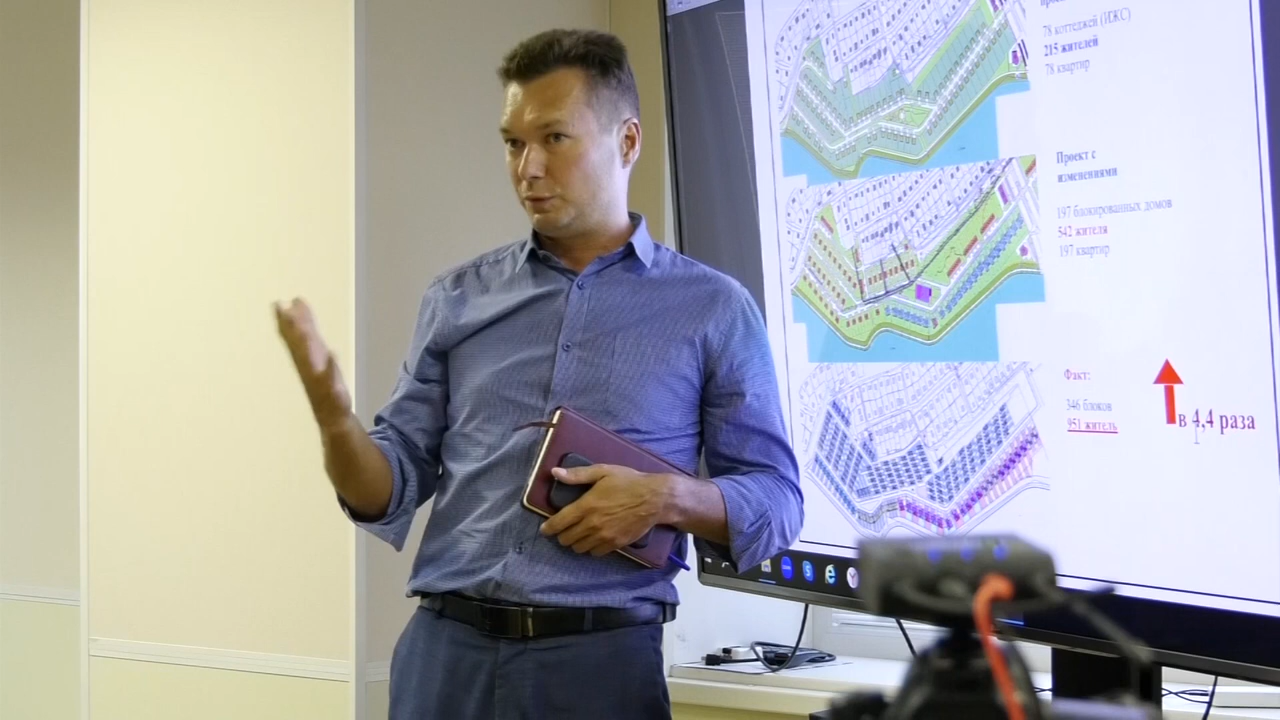 78 коттеджей (ИЖС)
215 жителей
78 квартир
Проект с
изменениями
197 блокированных домов
542 жителя
197 квартир
Факт:
346 блоков
951 житель
в 4,4 раза